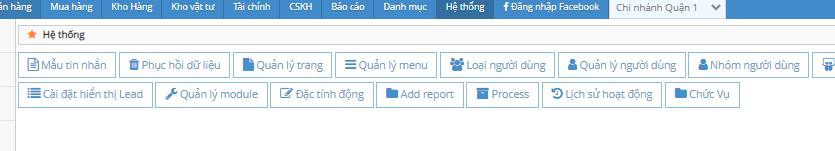 Mua hàng Kho Hàng Kho vật tư Tài chính CSKH Báo cáo Danh mục Hệ thống Đăng nhập Facebook Chi nhánh Quận 1
Hệ thống
Mẫu tin nhắn Phục hồi dữ liệu Quản lý trang Quản lý menu Loại người dùng Quản lý người dùng Nhóm người dùng
Cài đặt hiển thị Lead Quản lý module Đặc tính động Add report Process Lịch sử hoạt động Chức Vụ